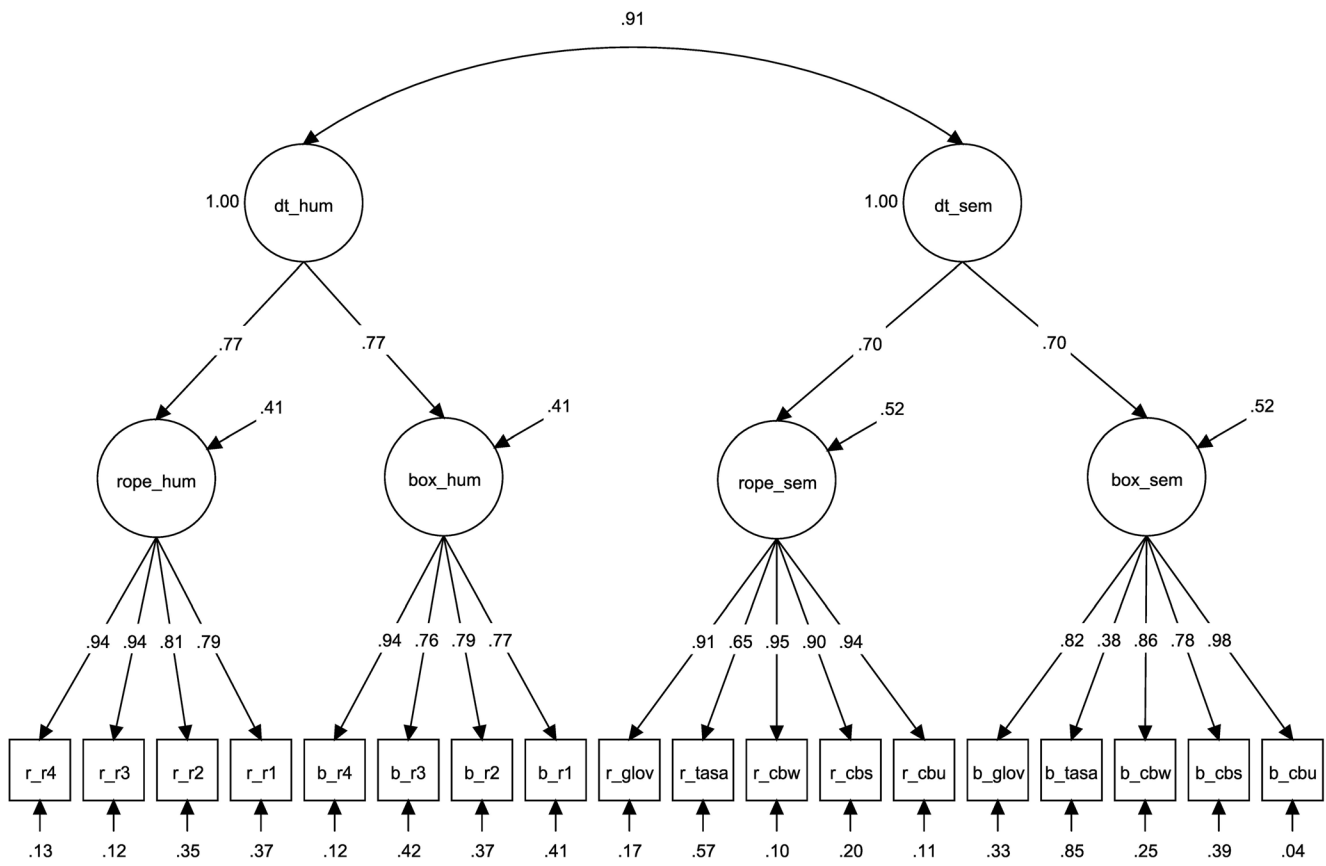 .91
1.00 dt_hum 1.00 dt_sem
.77 .77 .70 .70
.41 .41 .52 .52
rope_hum box_hum rope_sem box_sem
.94 .94 .81 .79 .94 .76 .79 .77 .91 .65 .95 .90 .94 .82 .38 .86 .78 .98
r_r4 r_r3 r_r2 r_r1 b_r4 b_r3 b_r2 b_r1 r_glov r_tasa r_cbw r_cbs r_cbu b_glov b_tasa b_cbw b_cbs b_cbu
.13 .12 .35 .37 .12 .42 .37 .41 .17 .57 .10 .20 .11 .33 .85 .25 .39 .04